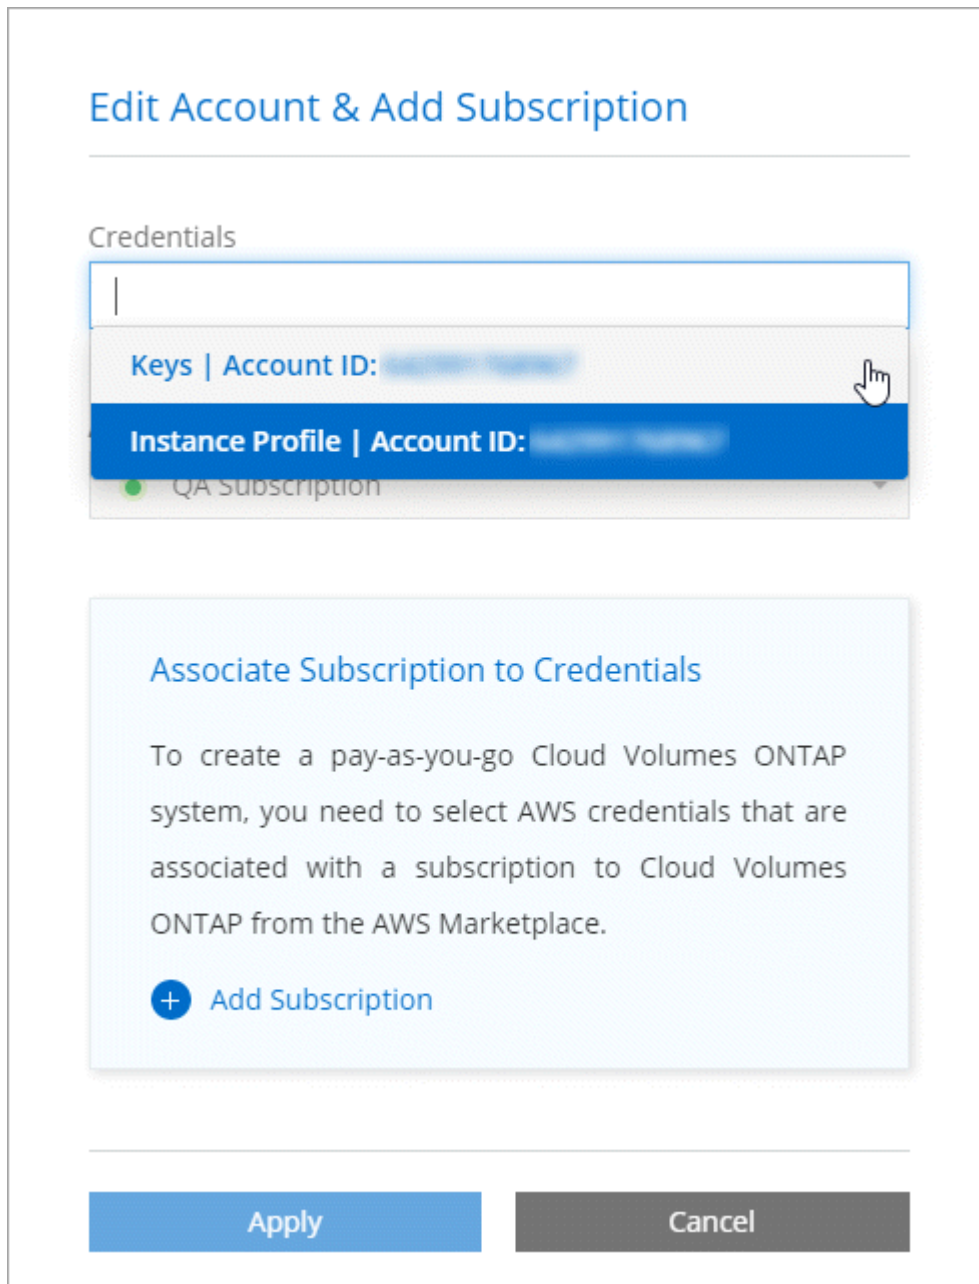 Edit Account & Add Subscription
Credentials
Keys | Account ID:
Instance Profile | Account ID:
QA Subscription
Associate Subscription to Credentials
To create a pay-as-you-go Cloud Volumes ONTAP
system, you need to select AWS credentials that are
associated with a subscription to Cloud Volumes
ONTAP from the AWS Marketplace.
Add Subscription
Apply
Cancel